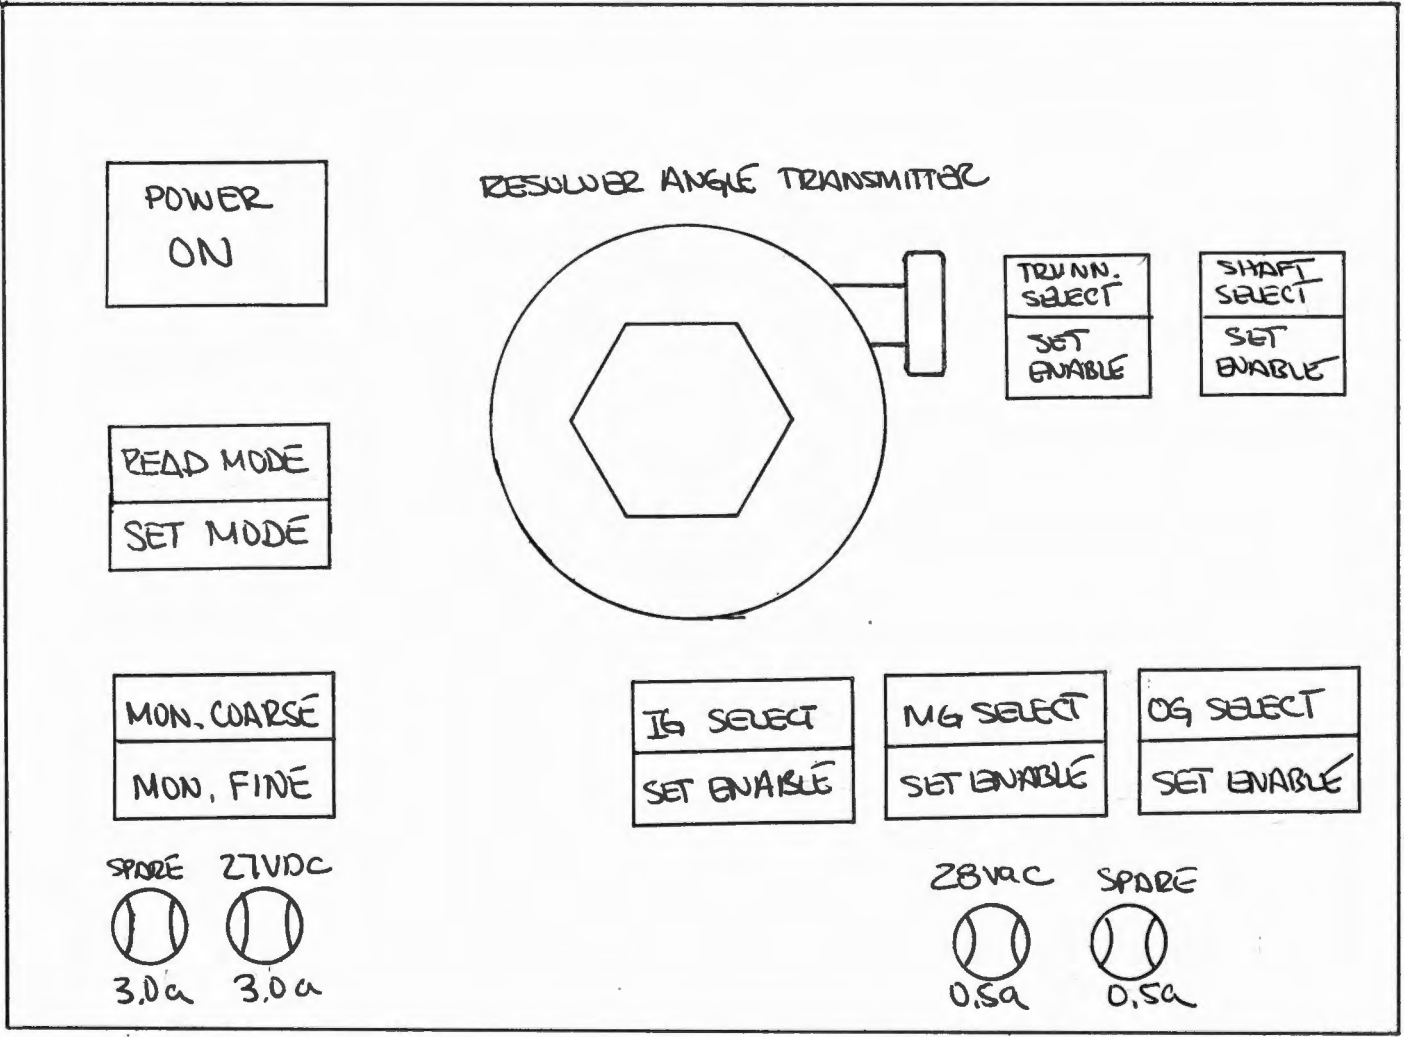 POWER
ON
RESOLVER ANGLE TRANSMITTER
TRUNN.
SELECT
SET
ENABLE
SHAFT
SELECT
SET
ENABLE
READ MODE
SET MODE
MON. COARSE
MON. FINE
IG SELECT
SET ENABLE
MG SELECT
SET ENABLE
OG SELECT
SET ENABLE
SPARE
3.0a
27VDC
3.0a
28vac
0.5a
SPARE
0.5a